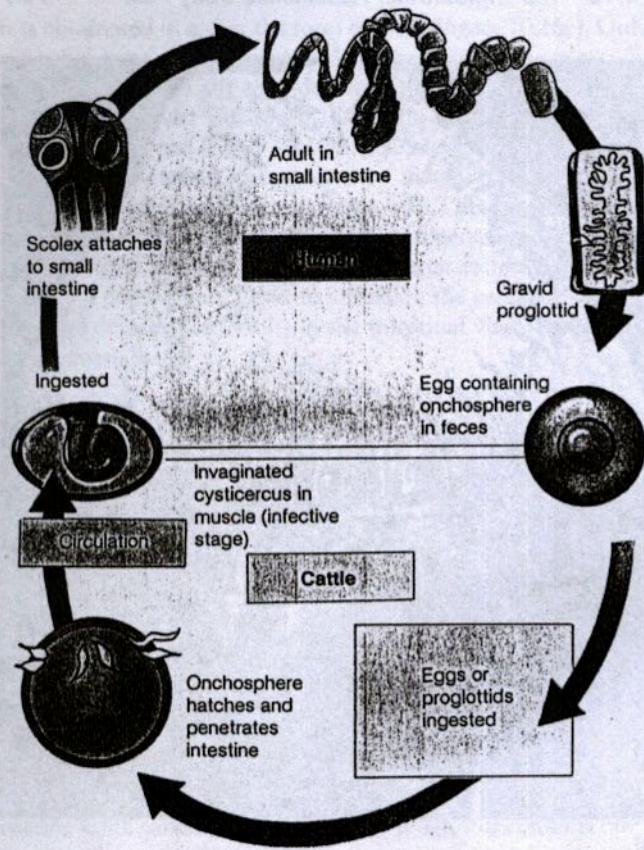 Adult in
small intestine
Scolex attaches
to small
intestine
Human
Gravid
proglottid
Ingested
Egg containing
onchosphere
in feces
Invaginated
cysticercus in
muscle (infective
stage)
Circulation
Cattle
Eggs or
proglottids
ingested
Onchosphere
hatches and
penetrates
intestine